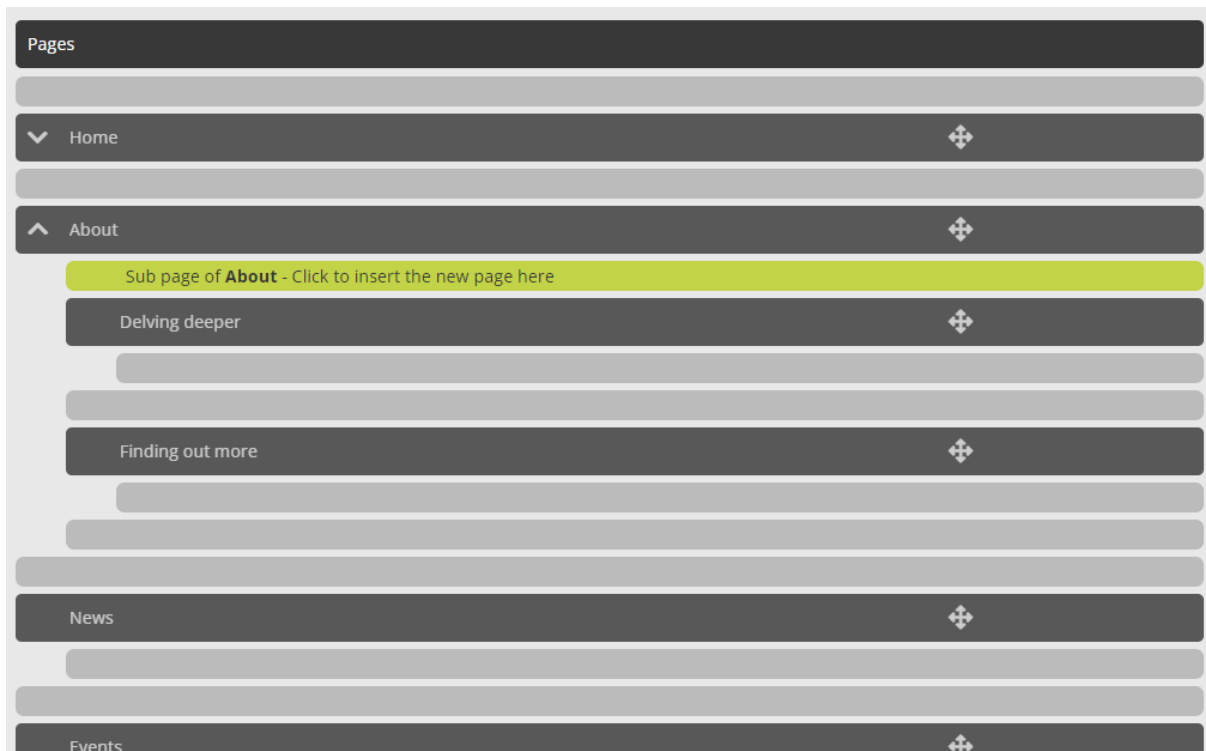 Pages
Home
About
Sub page of About - Click to insert the new page here
Delving deeper
Finding out more
News
Events